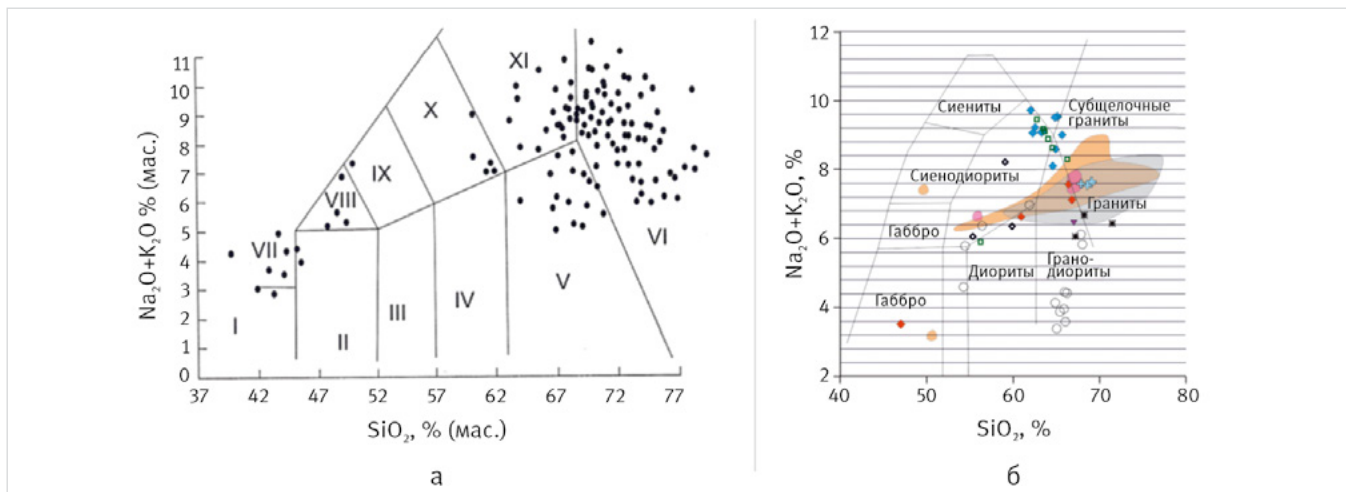 Na₂O+K₂O % (мас.)
11
10
9
8
7
6
5
4
3
2
1
0
37
42
47
52
57
62
67
72
77
SiO₂, % (мас.)
I
II
III
IV
V
VI
VII
VIII
IX
X
XI
а
Na₂O+K₂O, %
12
10
8
6
4
2
40
50
60
70
80
SiO₂, %
Сиениты
Субщелочные
граниты
Сиенодиориты
Граниты
Габбро
Диориты
Грано-
диориты
Габбро
б